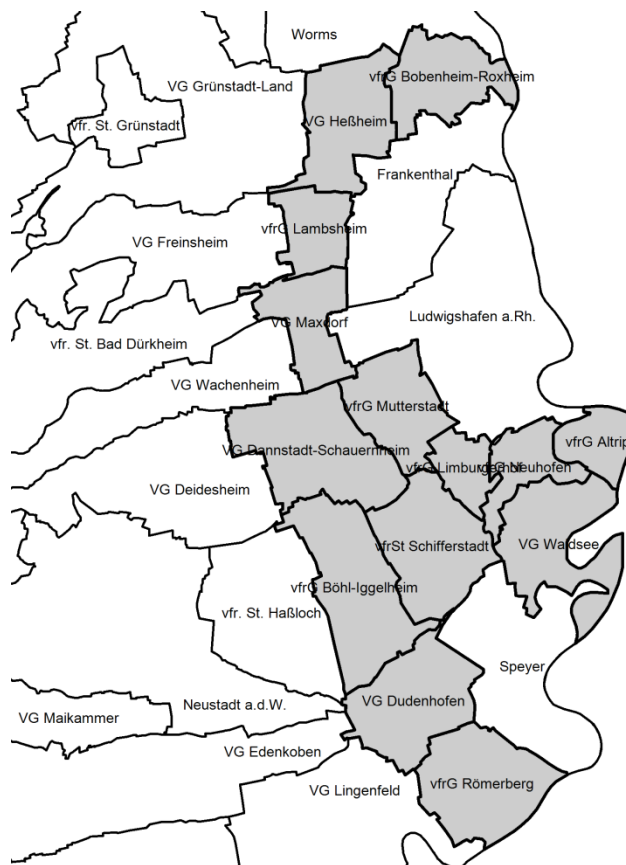 Worms
vfrG Bobenheim-Roxheim
VG Grünstadt-Land
VG Heßheim
vfr. St. Grünstadt
Frankenthal
vfrG Lambsheim
VG Freinsheim
Ludwigshafen a.Rh.
VG Maxdorf
vfr. St. Bad Dürkheim
VG Wachenheim
vfrG Mutterstadt
vfrG Altrip
VG Dannstadt-Schauernheim
vfrG Limburgerhof
vfrG Neuhofen
VG Deidesheim
vfrSt Schifferstadt
VG Waldsee
vfrG Böhl-Iggelheim
vfr. St. Haßloch
Speyer
VG Dudenhofen
Neustadt a.d.W.
VG Maikammer
VG Edenkoben
vfrG Römerberg
VG Lingenfeld